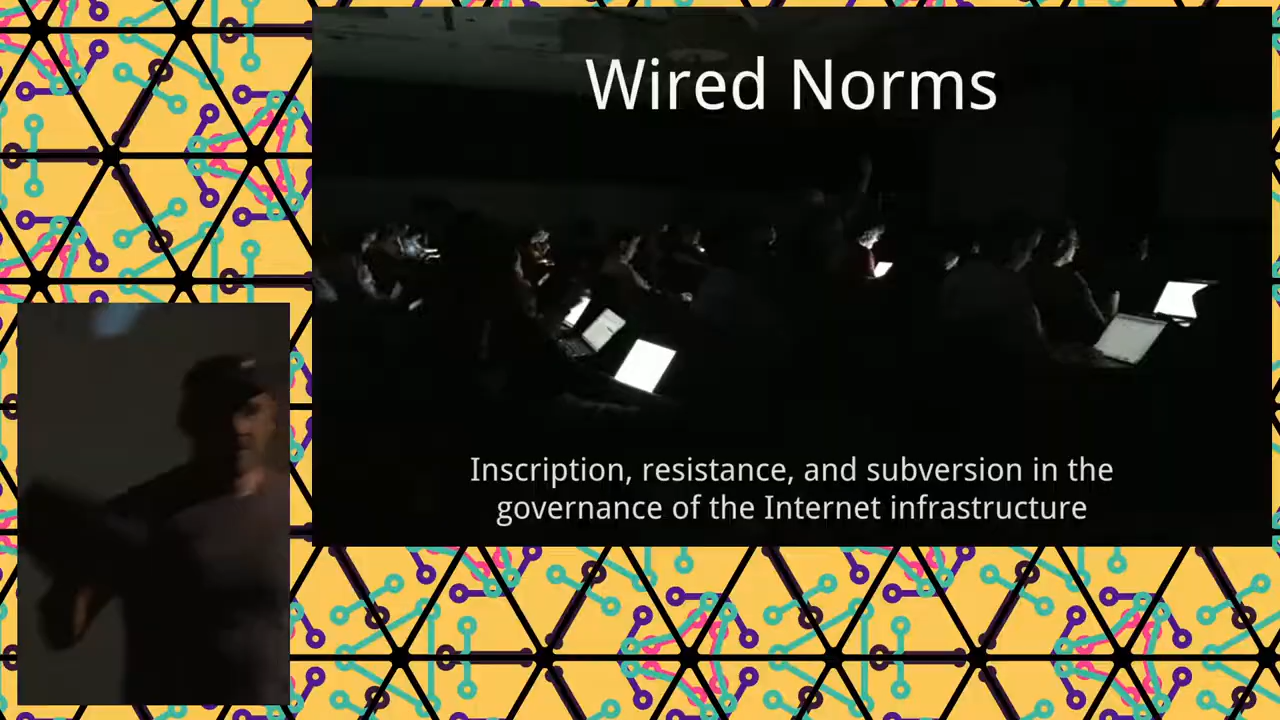 Wired Norms
Inscription, resistance, and subversion in the
governance of the Internet infrastructure